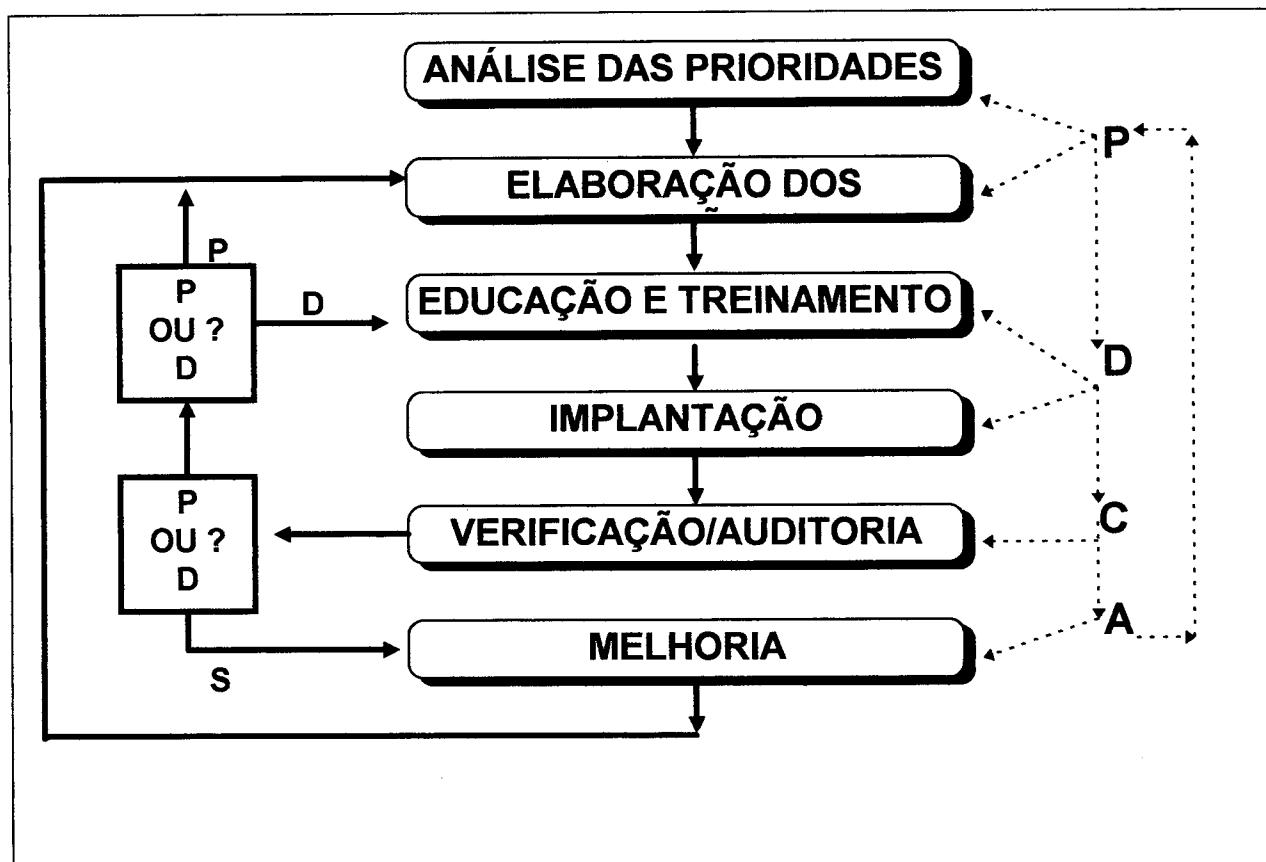 ANÁLISE DAS PRIORIDADES
P
ELABORAÇÃO DOS
P
P
OU ?
D
D
EDUCAÇÃO E TREINAMENTO
D
IMPLANTAÇÃO
P
OU ?
D
VERIFICAÇÃO/AUDITORIA
C
A
MELHORIA
S